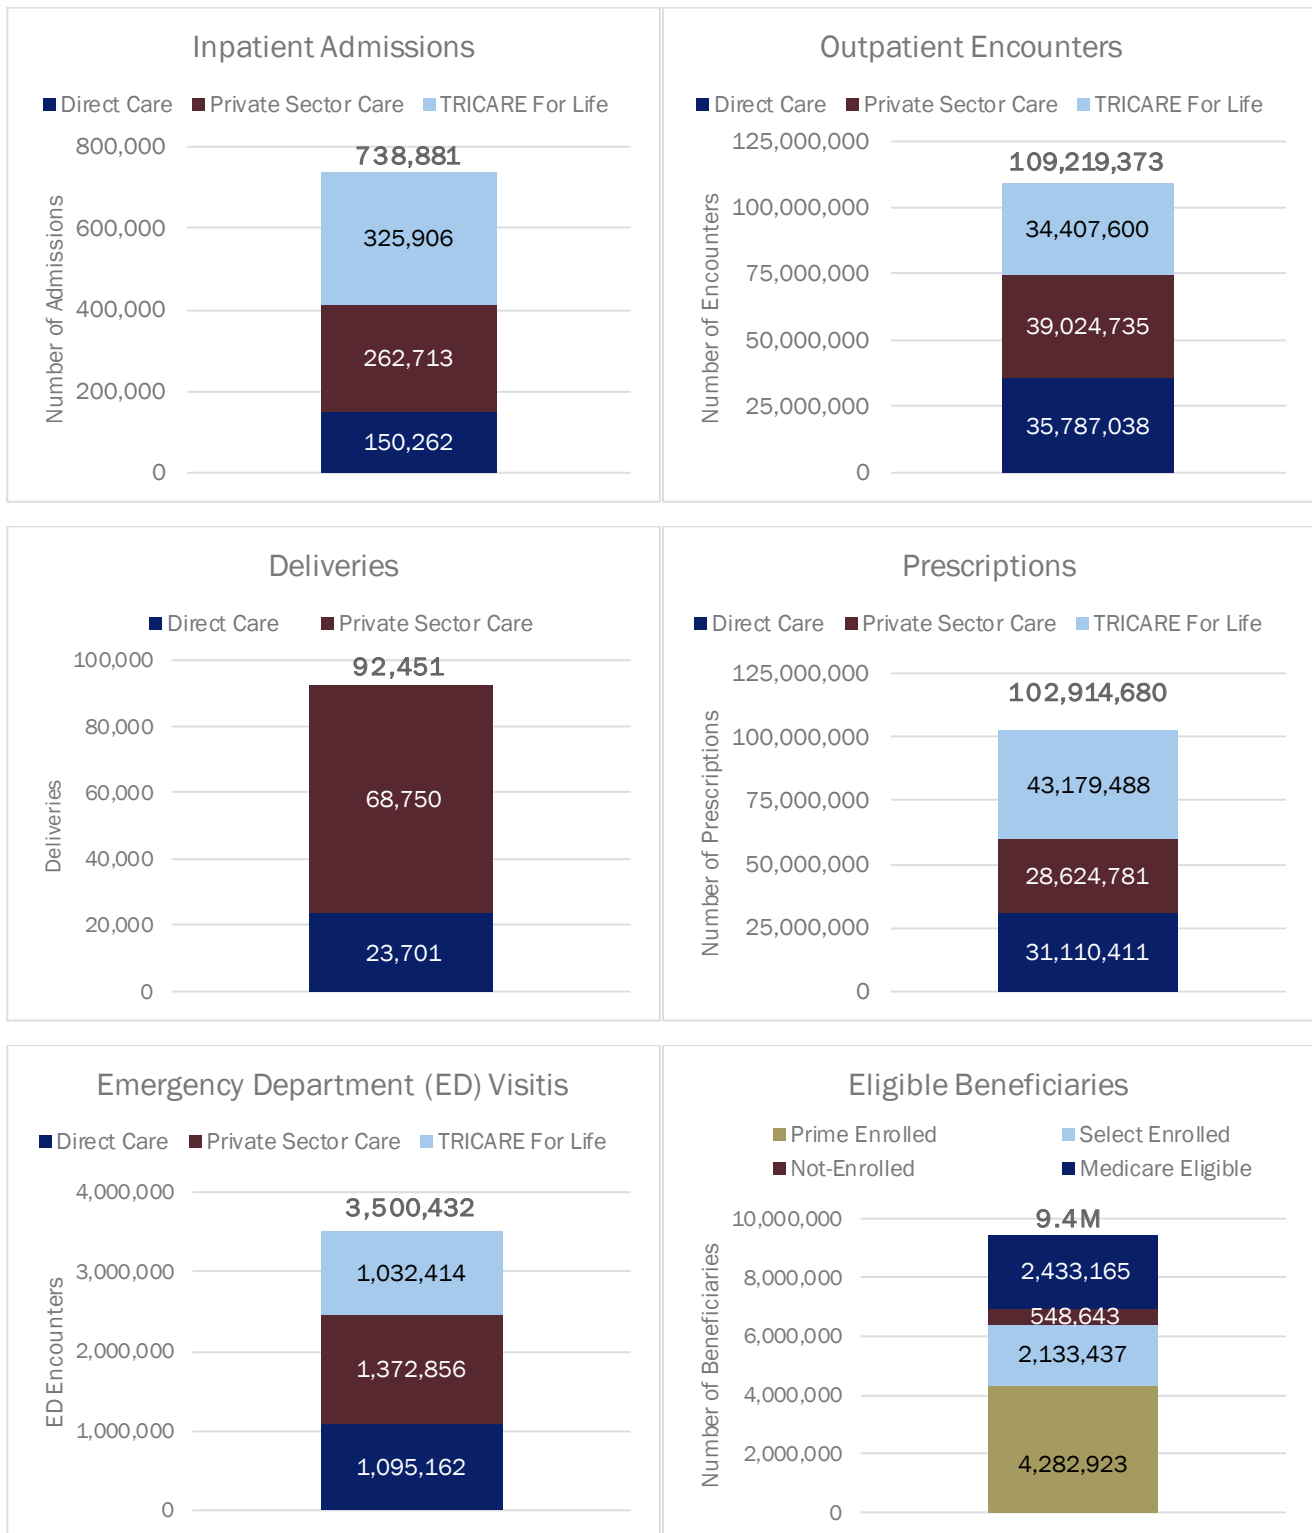 Inpatient Admissions
Direct Care Private Sector Care TRICARE For Life
Number of Admissions
800,000
600,000
400,000
200,000
0
738,881
325,906
262,713
150,262
Outpatient Encounters
Direct Care Private Sector Care TRICARE For Life
Number of Encounters
125,000,000
100,000,000
75,000,000
50,000,000
25,000,000
0
109,219,373
34,407,600
39,024,735
35,787,038
Deliveries
Direct Care Private Sector Care
Deliveries
100,000
80,000
60,000
40,000
20,000
0
92,451
68,750
23,701
Prescriptions
Direct Care Private Sector Care TRICARE For Life
Number of Prescriptions
125,000,000
100,000,000
75,000,000
50,000,000
25,000,000
0
102,914,680
43,179,488
28,624,781
31,110,411
Emergency Department (ED) Visitis
Direct Care Private Sector Care TRICARE For Life
ED Encounters
4,000,000
3,000,000
2,000,000
1,000,000
0
3,500,432
1,032,414
1,372,856
1,095,162
Eligible Beneficiaries
Prime Enrolled Select Enrolled
Not-Enrolled Medicare Eligible
Number of Beneficiaries
10,000,000
8,000,000
6,000,000
4,000,000
2,000,000
0
9.4M
2,433,165
548,643
2,133,437
4,282,923